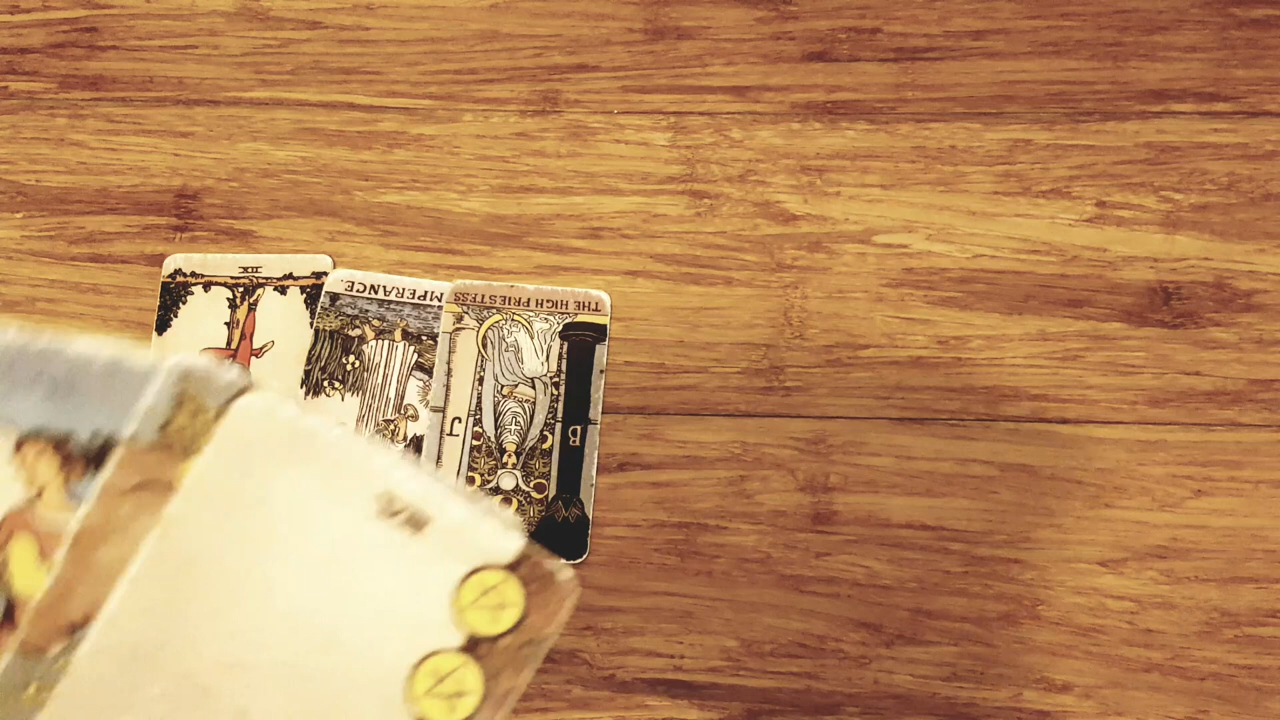 XII
MPERANCE.
THE HIGH PRIESTESS
J
B